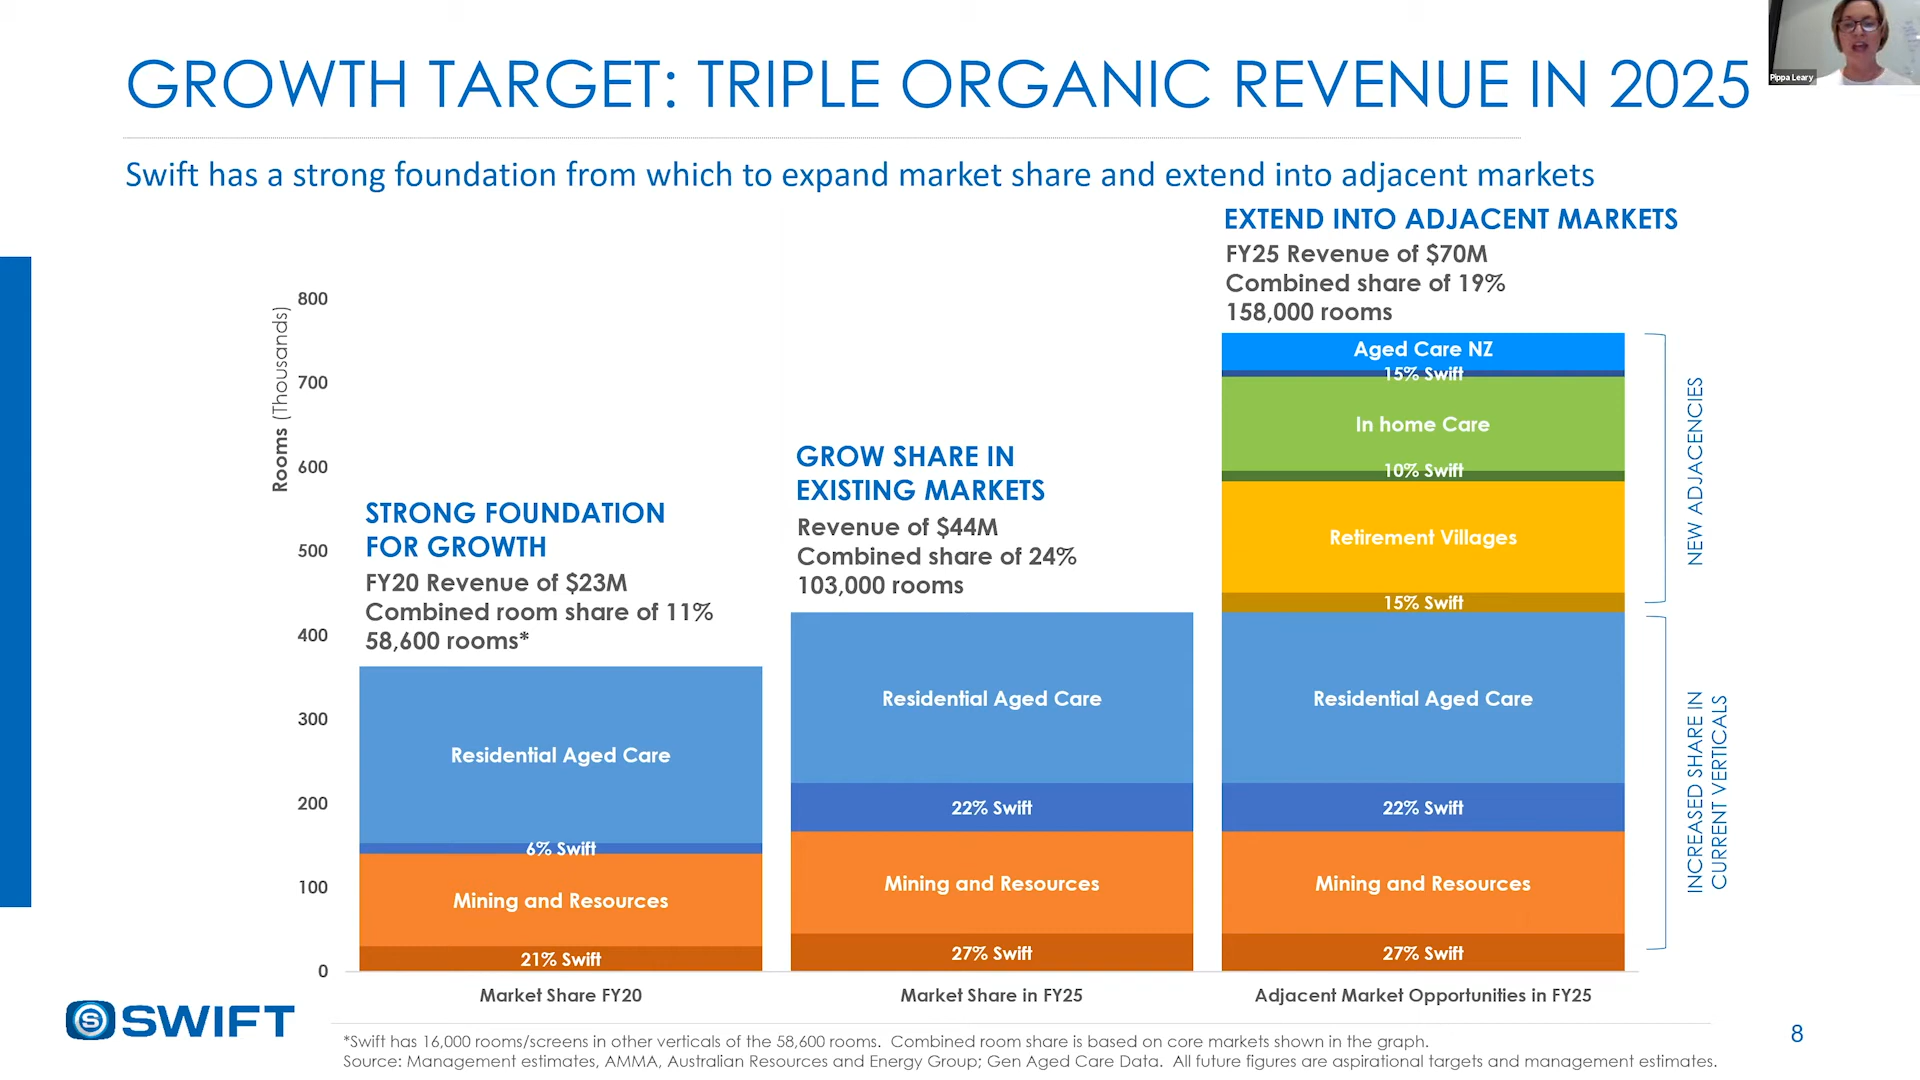 GROWTH TARGET: TRIPLE ORGANIC REVENUE IN 2025
Pippa Leary
Swift has a strong foundation from which to expand market share and extend into adjacent markets
EXTEND INTO ADJACENT MARKETS
FY25 Revenue of $70M
Combined share of 19%
158,000 rooms
GROW SHARE IN
EXISTING MARKETS
Revenue of $44M
Combined share of 24%
103,000 rooms
STRONG FOUNDATION
FOR GROWTH
FY20 Revenue of $23M
Combined room share of 11%
58,600 rooms*
Rooms (Thousands)
800
700
600
500
400
300
200
100
0
Residential Aged Care
6% Swift
Mining and Resources
21% Swift
Market Share FY20
Residential Aged Care
22% Swift
Mining and Resources
27% Swift
Market Share in FY25
Aged Care NZ
15% Swift
In home Care
10% Swift
Retirement Villages
15% Swift
Residential Aged Care
22% Swift
Mining and Resources
27% Swift
Adjacent Market Opportunities in FY25
NEW ADJACENCIES
INCREASED SHARE IN
CURRENT VERTICALS
S SWIFT
*Swift has 16,000 rooms/screens in other verticals of the 58,600 rooms. Combined room share is based on core markets shown in the graph.
Source: Management estimates, AMMA, Australian Resources and Energy Group; Gen Aged Care Data. All future figures are aspirational targets and management estimates.
8